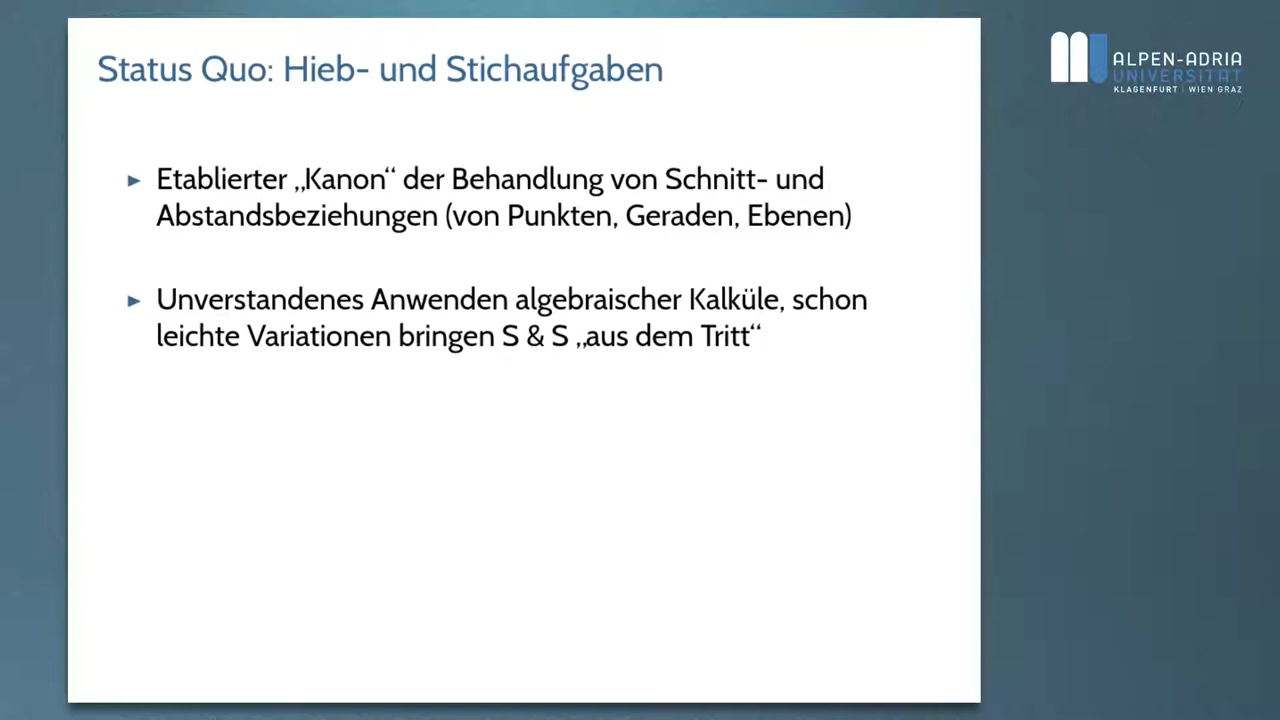 Status Quo: Hieb- und Stichaufgaben
► Etablierter „Kanon“ der Behandlung von Schnitt- und
Abstandsbeziehungen (von Punkten, Geraden, Ebenen)
► Unverstandenes Anwenden algebraischer Kalküle, schon
leichte Variationen bringen S & S „aus dem Tritt“
ALPEN-ADRIA
UNIVERSITÄT
KLAGENFURT | WIEN GRAZ